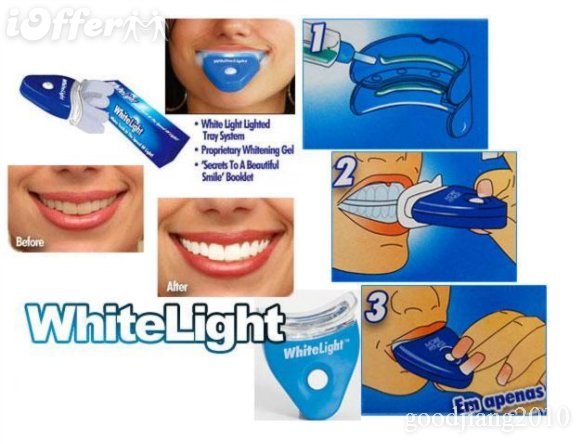 iOffer
1
WhiteLight
• White Light Lighted
Tray System
• Proprietary Whitening Gel
• 'Secrets To A Beautiful
Smile' Booklet
2
Before
After
WhiteLight
WhiteLight™
3
Em apenas
goodjiang2010